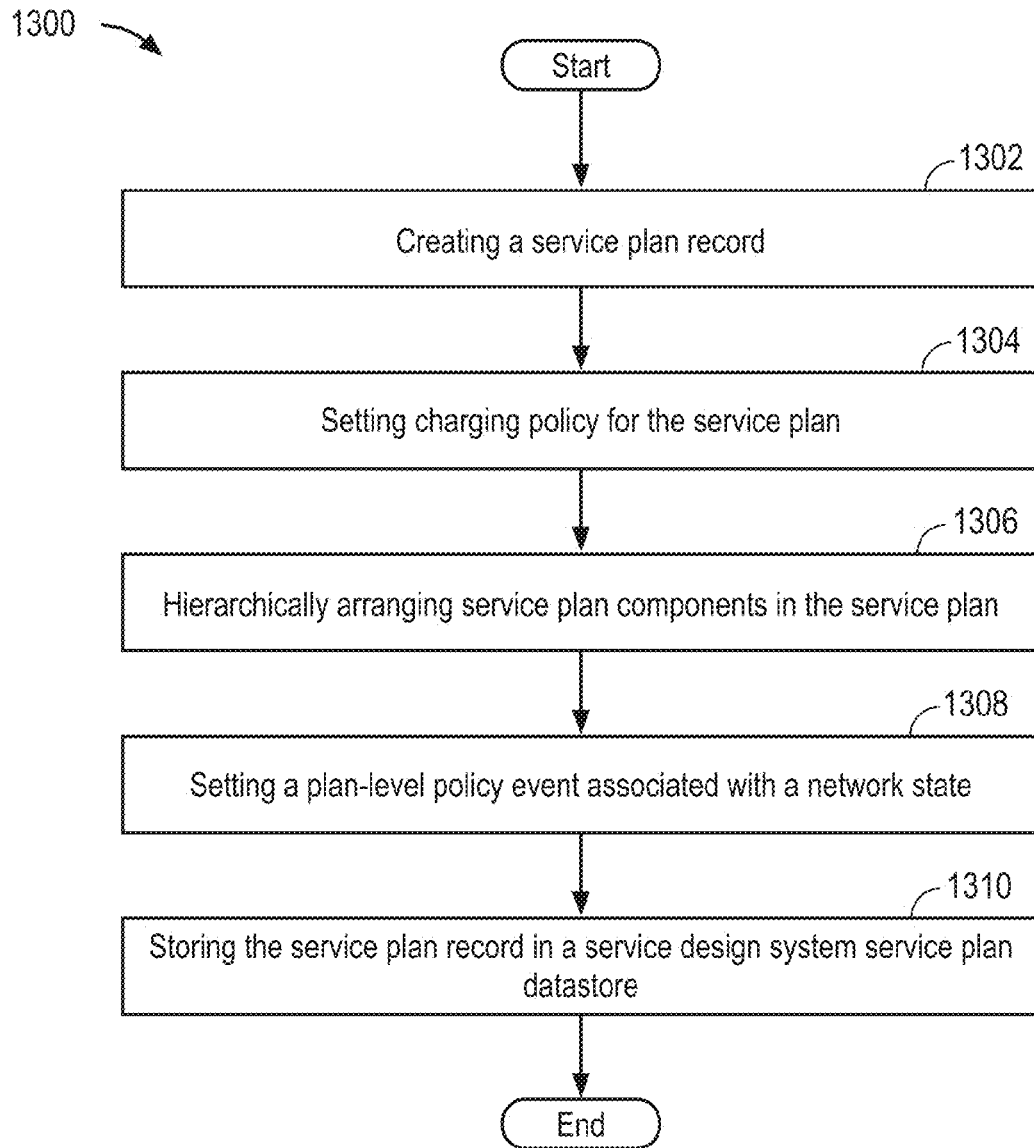 1300
Start
1302
Creating a service plan record
1304
Setting charging policy for the service plan
1306
Hierarchically arranging service plan components in the service plan
1308
Setting a plan-level policy event associated with a network state
1310
Storing the service plan record in a service design system service plan
datastore
End